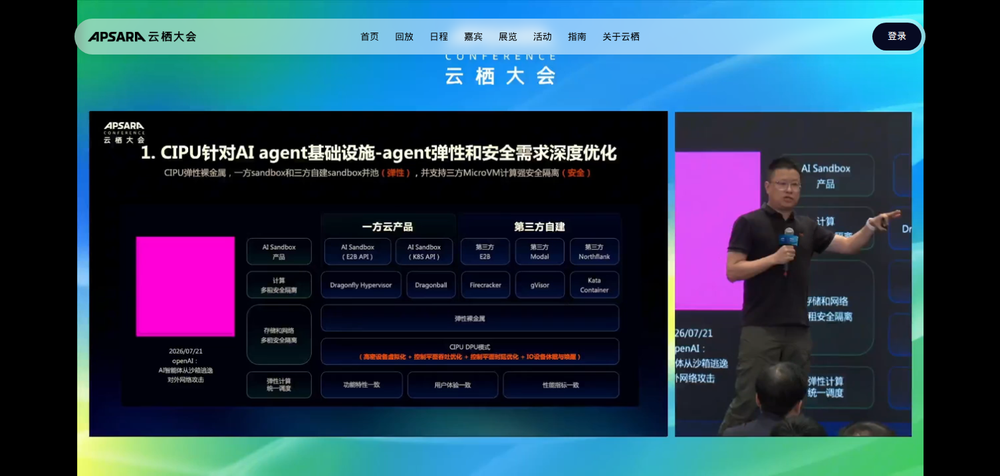 APSARA 云栖大会
首页 回放 日程 嘉宾 展览 活动 指南 关于云栖
登录
CONFERENCE
云栖大会
APSARA
CONFERENCE
云栖大会
1. CIPU针对AI agent基础设施-agent弹性和安全需求深度优化
CIPU弹性裸金属，一方sandbox和三方自建sandbox并池（弹性），并支持三方MicroVM计算强安全隔离（安全）
一方云产品
第三方自建
AI Sandbox
产品
AI Sandbox
（E2B API）
AI Sandbox
（K8S API）
第三方
E2B
第三方
Modal
第三方
Northflank
计算
多租安全隔离
Dragonfly Hypervisor
Dragonball
Firecracker
gVisor
Kata
Container
存储和网络
多租安全隔离
弹性裸金属
CIPU DPU模式
（高密设备虚拟化 + 控制平面吞吐优化 + 控制平面时延优化 + IO设备休眠与唤醒）
弹性计算
统一调度
功能特性一致
用户体验一致
性能指标一致
2026/07/21
openAI：
AI智能体从沙箱逃逸
对外网络攻击
AI Sandbox
产品
计算
Dr
存储和网络
租安全隔离
26/07/21
penAI：
体从沙箱逃逸
网络攻击
弹性计算
统一调度